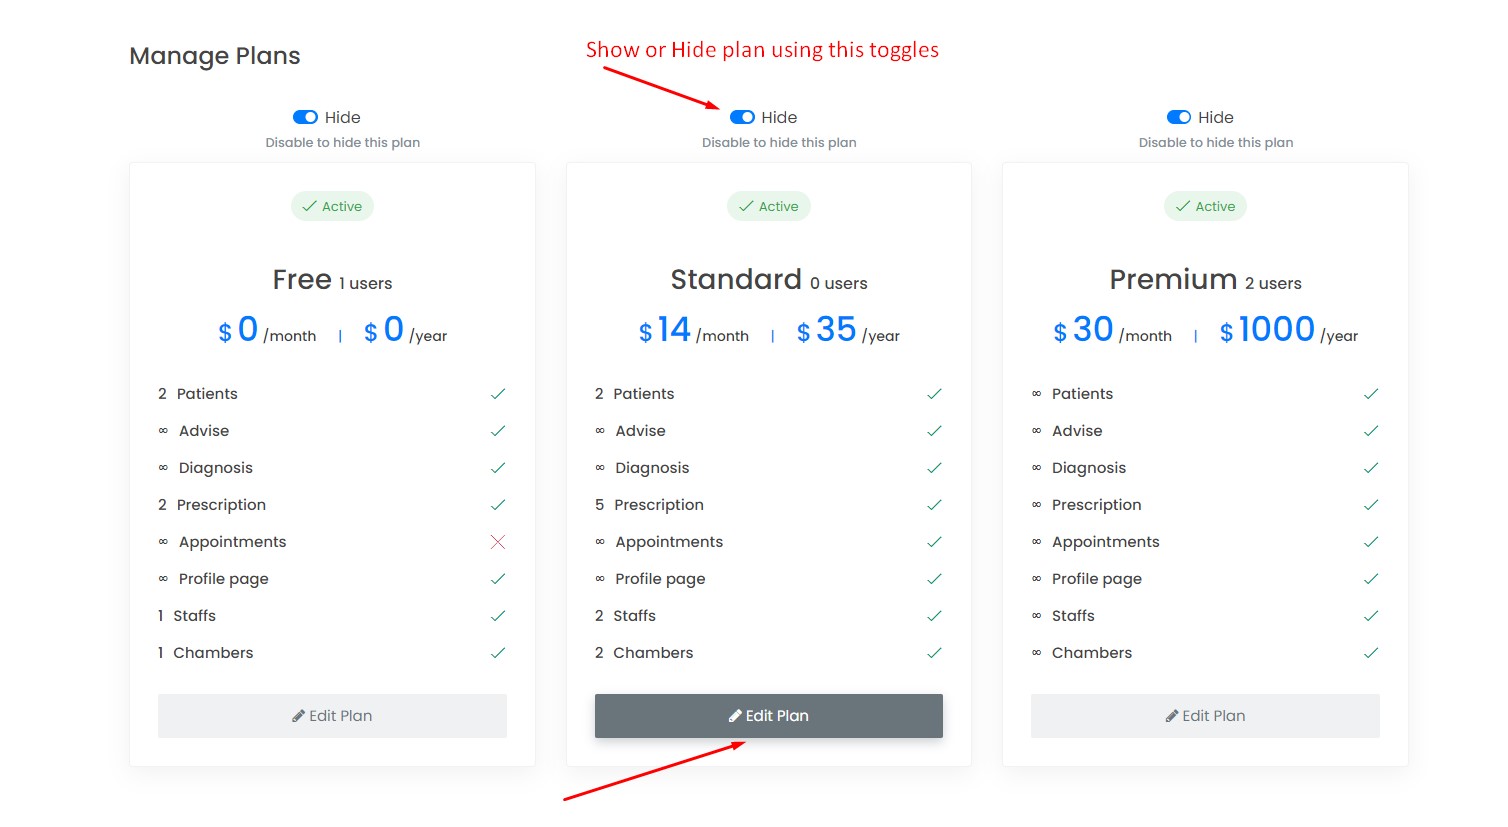 Manage Plans
Show or Hide plan using this toggles
Hide
Disable to hide this plan
Active
Free 1 users
$ 0 /month | $ 0 /year
2 Patients
∞ Advise
∞ Diagnosis
2 Prescription
∞ Appointments
∞ Profile page
1 Staffs
1 Chambers
Edit Plan
Hide
Disable to hide this plan
Active
Standard 0 users
$ 14 /month | $ 35 /year
2 Patients
∞ Advise
∞ Diagnosis
5 Prescription
∞ Appointments
∞ Profile page
2 Staffs
2 Chambers
Edit Plan
Hide
Disable to hide this plan
Active
Premium 2 users
$ 30 /month | $ 1000 /year
∞ Patients
∞ Advise
∞ Diagnosis
∞ Prescription
∞ Appointments
∞ Profile page
∞ Staffs
∞ Chambers
Edit Plan